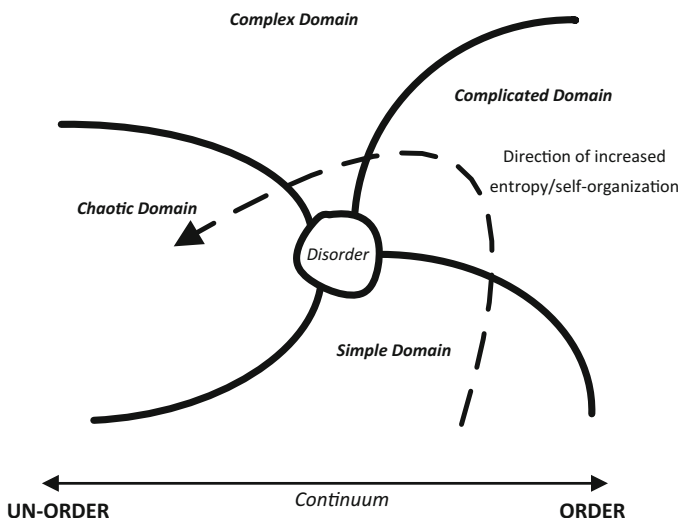 Complex Domain
Complicated Domain
Direction of increased
entropy/self-organization
Chaotic Domain
Disorder
Simple Domain
Continuum
UN-ORDER
ORDER